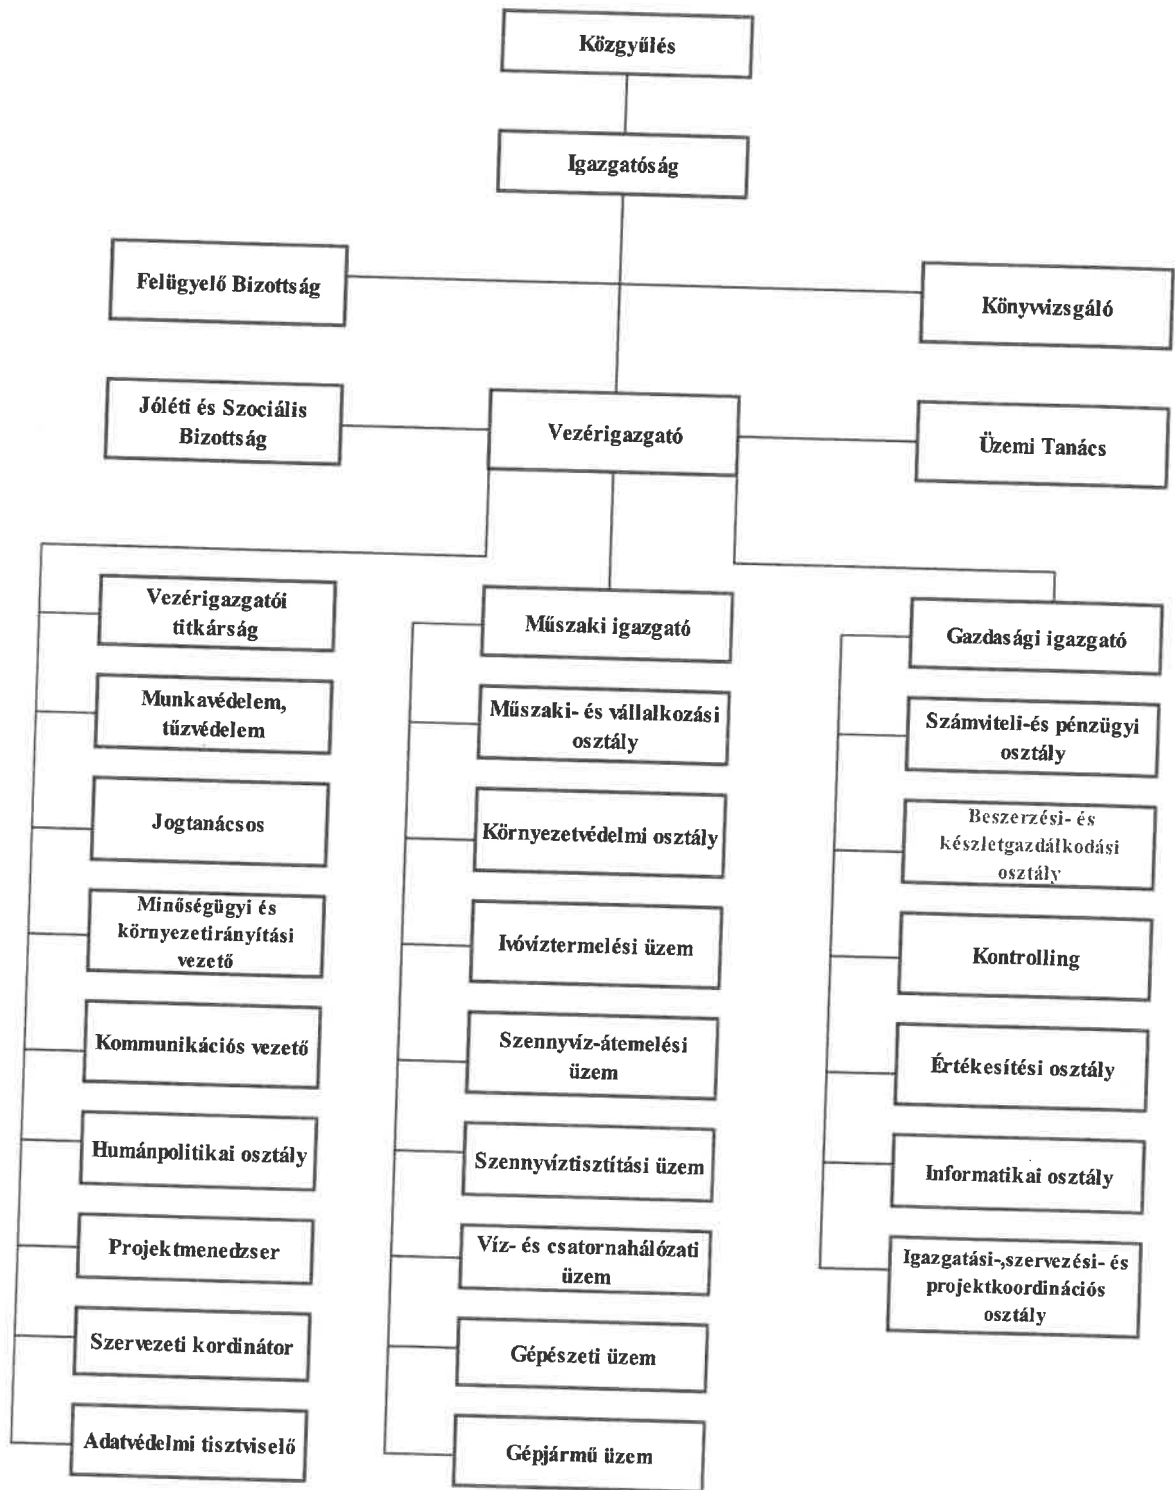 Közgyűlés
Igazgatóság
Felügyelő Bizottság
Könyvvizsgáló
Jóléti és Szociális
Bizottság
Vezérigazgató
Üzemi Tanács
Vezérigazgatói
titkárság
Munkavédelem,
tűzvédelem
Jogtanácsos
Minőségügyi és
környezetirányítási
vezető
Kommunikációs vezető
Humánpolitikai osztály
Projektmenedzser
Szervezeti kordinátor
Adatvédelmi tisztviselő
Műszaki igazgató
Műszaki- és vállalkozási
osztály
Környezetvédelmi osztály
Ivóvíztermelési üzem
Szennyvíz-átemelési
üzem
Szennyvíztisztítási üzem
Víz- és csatornahálózati
üzem
Gépészeti üzem
Gépjármű üzem
Gazdasági igazgató
Számviteli-és pénzügyi
osztály
Beszerzési- és
készletgazdálkodási
osztály
Kontrolling
Értékesítési osztály
Informatikai osztály
Igazgatási-,szervezési- és
projektkoordinációs
osztály